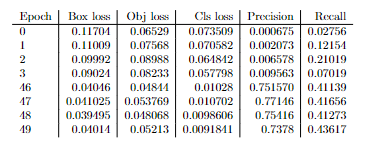 Epoch Box loss Obj loss Cls loss Precision Recall
0 0.11704 0.06529 0.073509 0.000675 0.02756
1 0.11009 0.07568 0.070582 0.002073 0.12154
2 0.09992 0.08988 0.064842 0.006578 0.21019
3 0.09024 0.08233 0.057798 0.009563 0.07019
46 0.04046 0.04844 0.01028 0.751570 0.41139
47 0.041025 0.053769 0.010702 0.77146 0.41656
48 0.039495 0.048068 0.0098606 0.75416 0.41273
49 0.04014 0.05213 0.0091841 0.7378 0.43617